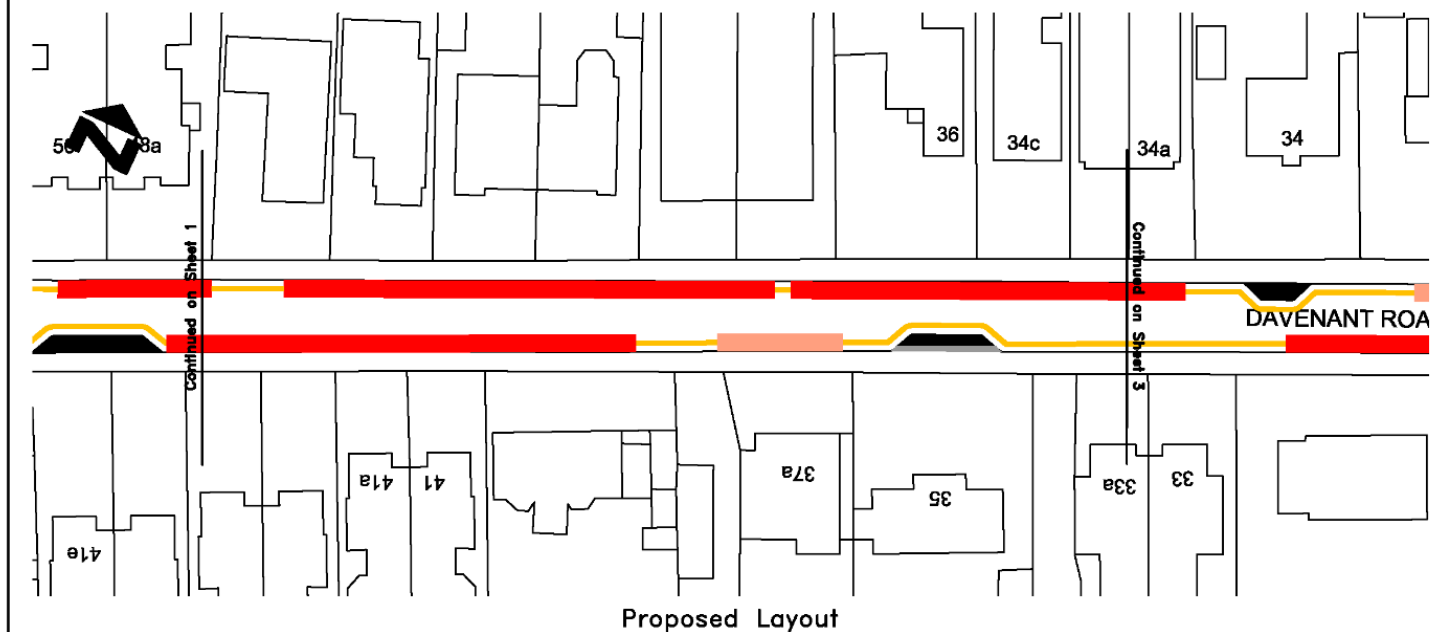 8a
36
34c
34a
34
Continued on Sheet 1
Continued on Sheet 3
DAVENANT ROA
41e
41a
41
37a
35
33a
33
Proposed Layout